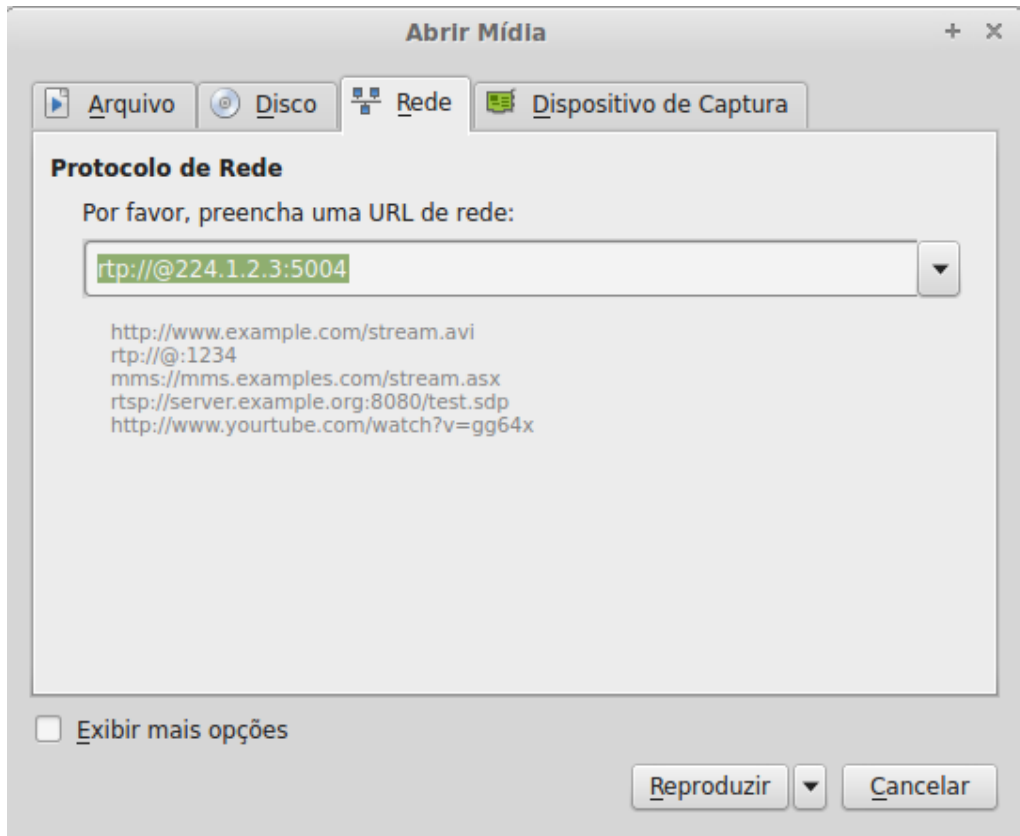 Abrir Mídia
Arquivo Disco Rede Dispositivo de Captura
Protocolo de Rede
Por favor, preencha uma URL de rede:
rtp://@224.1.2.3:5004
http://www.example.com/stream.avi
rtp://@:1234
mms://mms.examples.com/stream.asx
rtsp://server.example.org:8080/test.sdp
http://www.yourtube.com/watch?v=gg64x
Exibir mais opções
Reproduzir Cancelar